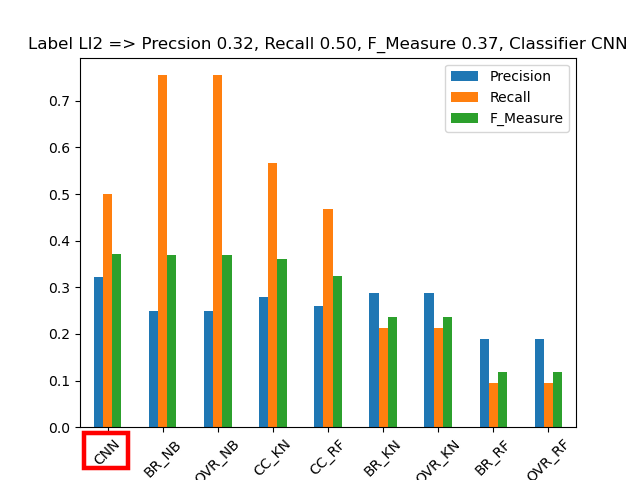 Label LI2 => Precsion 0.32, Recall 0.50, F_Measure 0.37, Classifier CNN
Precision
Recall
F_Measure
0.7
0.6
0.5
0.4
0.3
0.2
0.1
0.0
CNN
BR_NB
OVR_NB
CC_KN
CC_RF
BR_KN
OVR_KN
BR_RF
OVR_RF